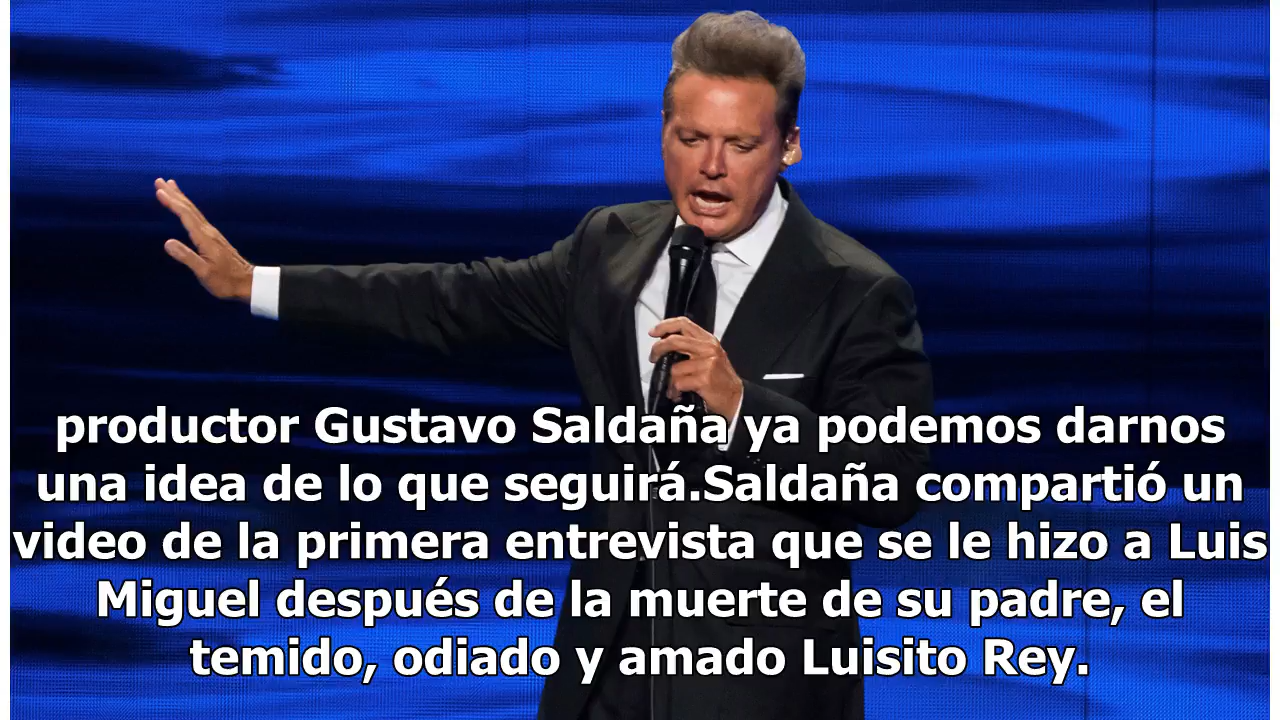 productor Gustavo Saldaña ya podemos darnos
una idea de lo que seguirá.Saldaña compartió un
video de la primera entrevista que se le hizo a Luis
Miguel después de la muerte de su padre, el
temido, odiado y amado Luisito Rey.